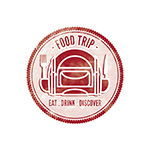 · FOOD TRIP ·
EAT . DRINK . DISCOVER